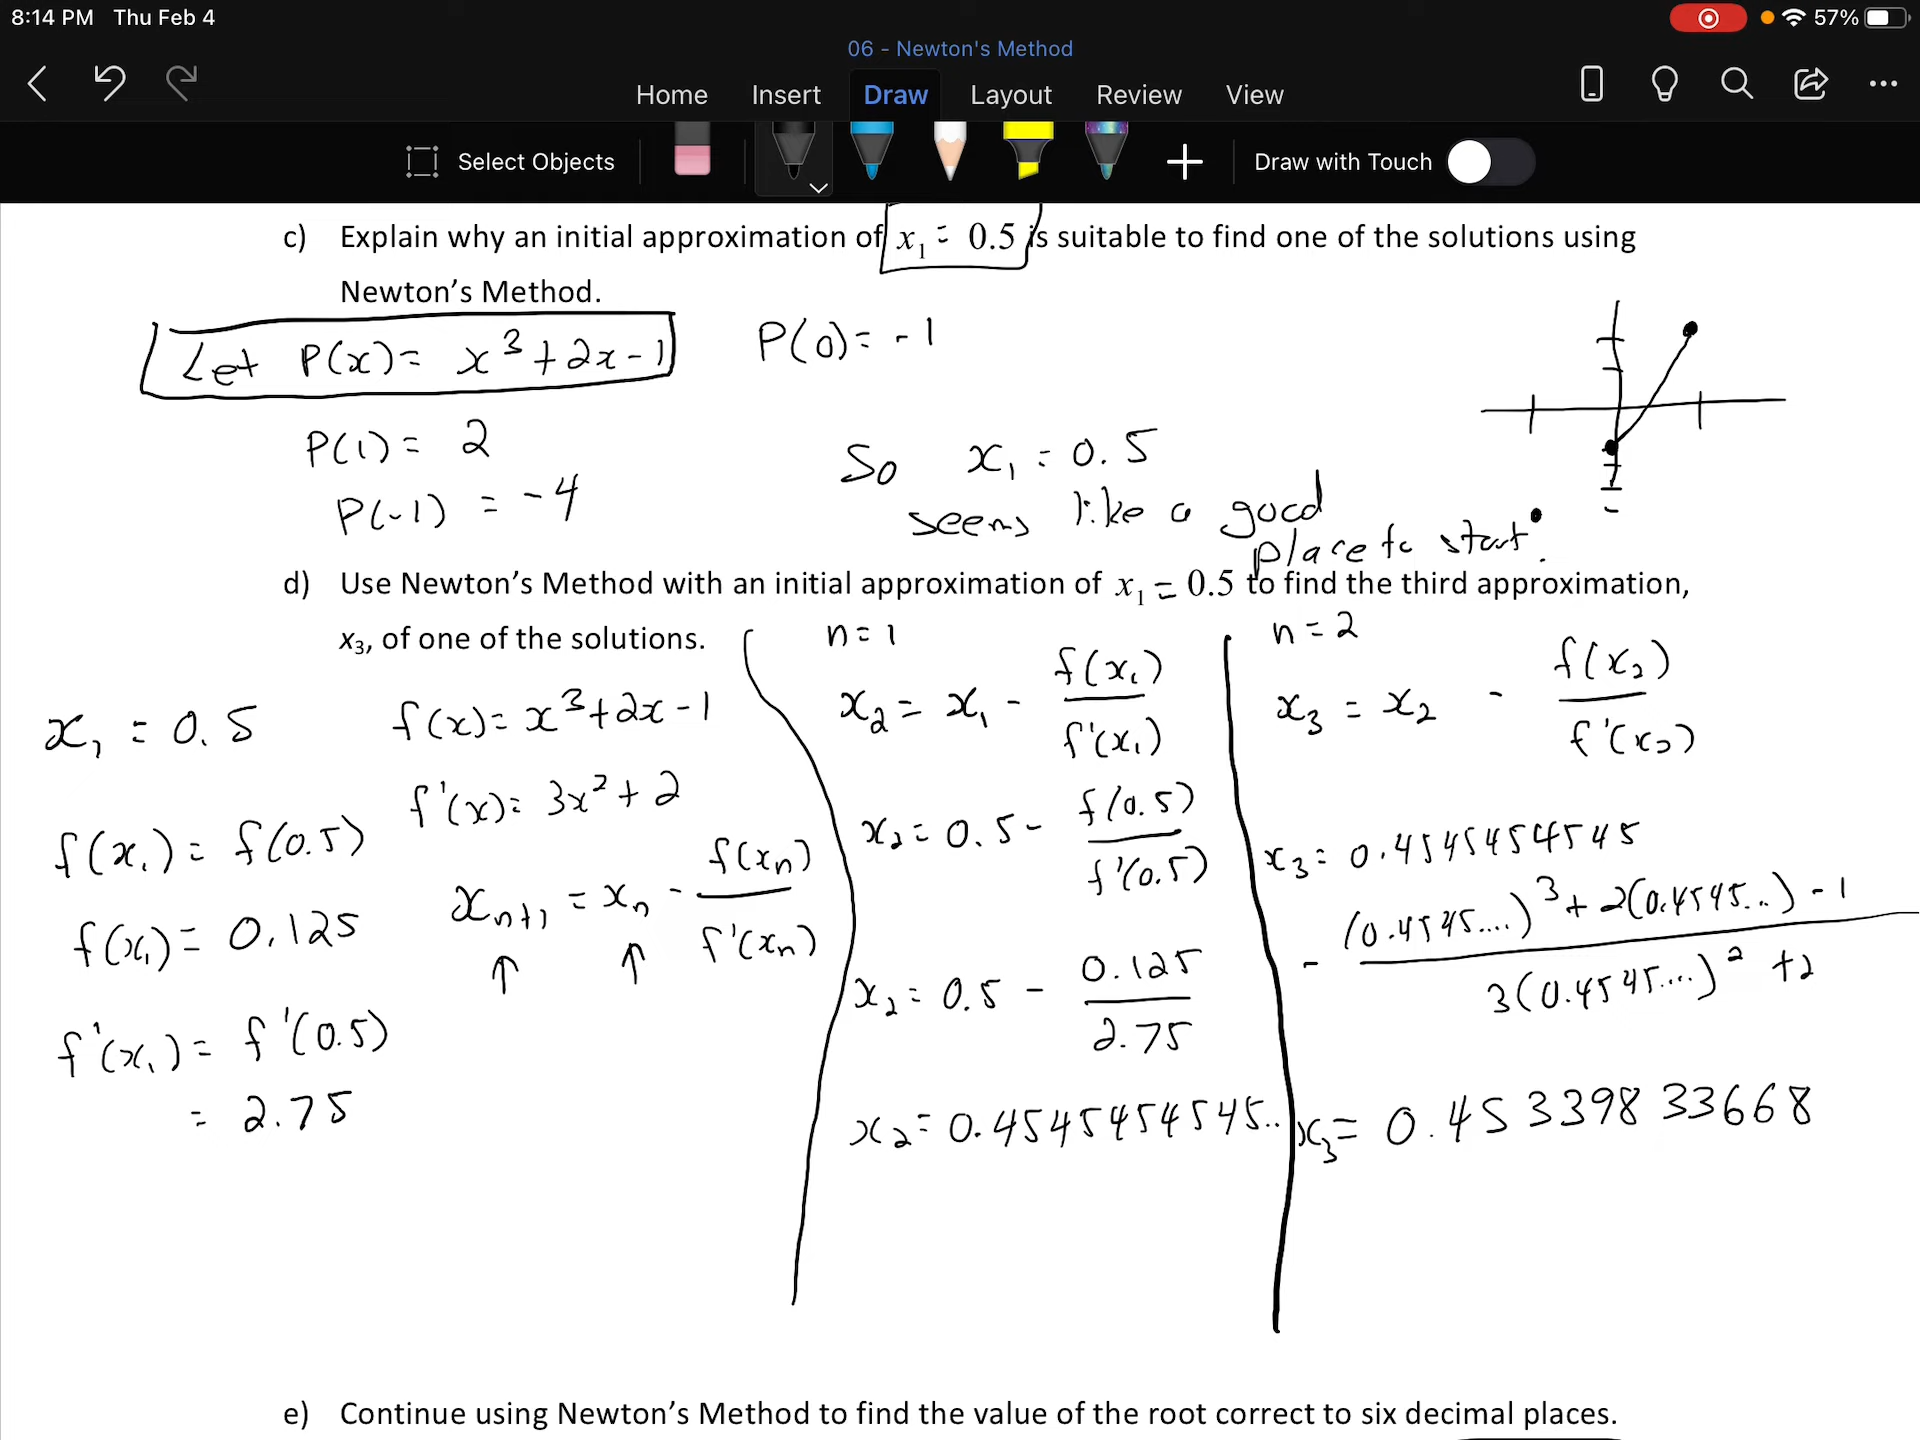 8:14 PM Thu Feb 4
57%
06 - Newton's Method
Home Insert Draw Layout Review View
Select Objects
Draw with Touch
c) Explain why an initial approximation of x₁ = 0.5 is suitable to find one of the solutions using
Newton's Method.
Let P(x) = x³ + 2x - 1
P(0) = -1
P(1) = 2
P(-1) = -4
So x₁ = 0.5
seems like a good
place to start.
d) Use Newton's Method with an initial approximation of x₁ = 0.5 to find the third approximation,
x₃, of one of the solutions.
x₁ = 0.5
f(x) = x³ + 2x - 1
f'(x) = 3x² + 2
f(x₁) = f(0.5)
xₙ₊₁ = xₙ - f(xₙ) / f'(xₙ)
f(x₁) = 0.125
f'(x₁) = f'(0.5)
= 2.75
n = 1
x₂ = x₁ - f(x₁) / f'(x₁)
x₂ = 0.5 - f(0.5) / f'(0.5)
x₂ = 0.5 - 0.125 / 2.75
x₂ = 0.4545454545..
n = 2
x₃ = x₂ - f(x₂) / f'(x₂)
x₃ = 0.4545454545
- (0.4545....)³ + 2(0.4545...) - 1 / 3(0.4545....)² + 2
x₃ = 0.45339833668
e) Continue using Newton's Method to find the value of the root correct to six decimal places.